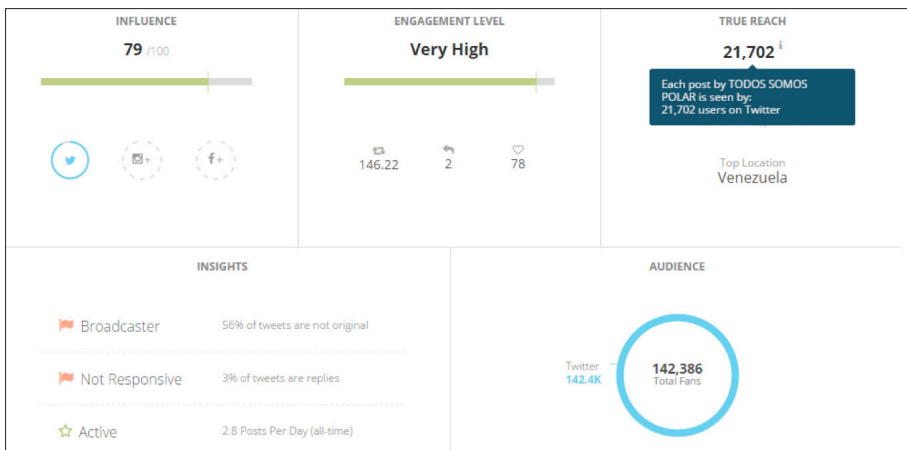 INFLUENCE
79 /100
ENGAGEMENT LEVEL
Very High
146.22
2
78
TRUE REACH
21,702 i
Each post by TODOS SOMOS
POLAR is seen by:
21,702 users on Twitter
Top Location
Venezuela
INSIGHTS
Broadcaster 56% of tweets are not original
Not Responsive 3% of tweets are replies
Active 2.8 Posts Per Day (all-time)
AUDIENCE
Twitter
142.4K
142,386
Total Fans